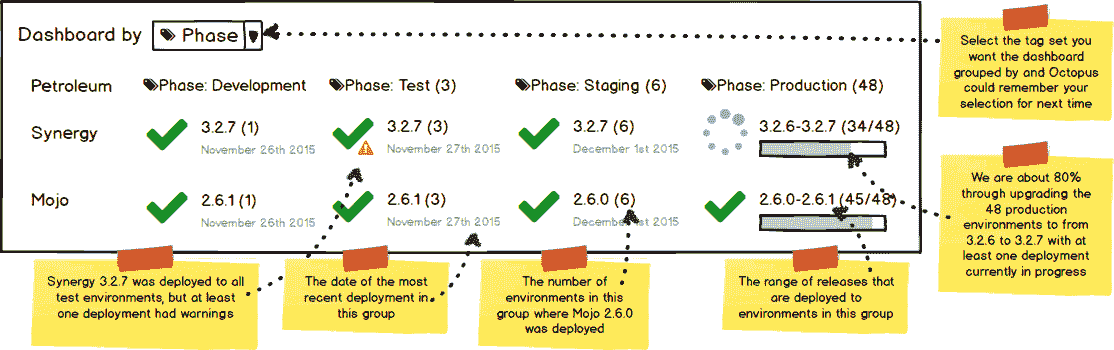 Dashboard by Phase
Petroleum Phase: Development Phase: Test (3) Phase: Staging (6) Phase: Production (48)
Synergy 3.2.7 (1) 3.2.7 (3) 3.2.7 (6) 3.2.6-3.2.7 (34/48)
November 26th 2015 November 27th 2015 December 1st 2015
Mojo 2.6.1 (1) 2.6.1 (3) 2.6.0 (6) 2.6.0-2.6.1 (45/48)
November 26th 2015 November 27th 2015 December 1st 2015
Select the tag set you
want the dashboard
grouped by and Octopus
could remember your
selection for next time
We are about 80%
through upgrading the
48 production
environments to from
3.2.6 to 3.2.7 with at
least one deployment
currently in progress
Synergy 3.2.7 was deployed to all
test environments, but at least
one deployment had warnings
The date of the most
recent deployment in
this group
The number of
environments in this
group where Mojo 2.6.0
was deployed
The range of releases that
are deployed to
environments in this group